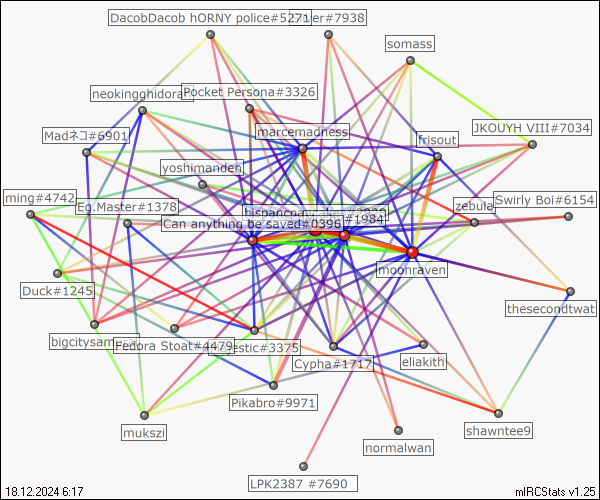 DacobDacob hORNY police#5271
er#7938
somass
neokingghidorah
Pocket Persona#3326
Madネコ#6901
marcemadness
frisout
JKOUYH VIII#7034
yoshimanden
ming#4742
Eg.Master#1378
zebula
Swirly Boi#6154
hispancpa
#1984
Can anything be saved#0396
moonraven
Duck#1245
thesecondtwat
bigcitysam
Fedora Stoat#4479
estic#3375
Cypha#1717
eliakith
Pikabro#9971
mukszi
shawntee9
normalwan
LPK2387 #7690
18.12.2024 6:17
mIRCStats v1.25